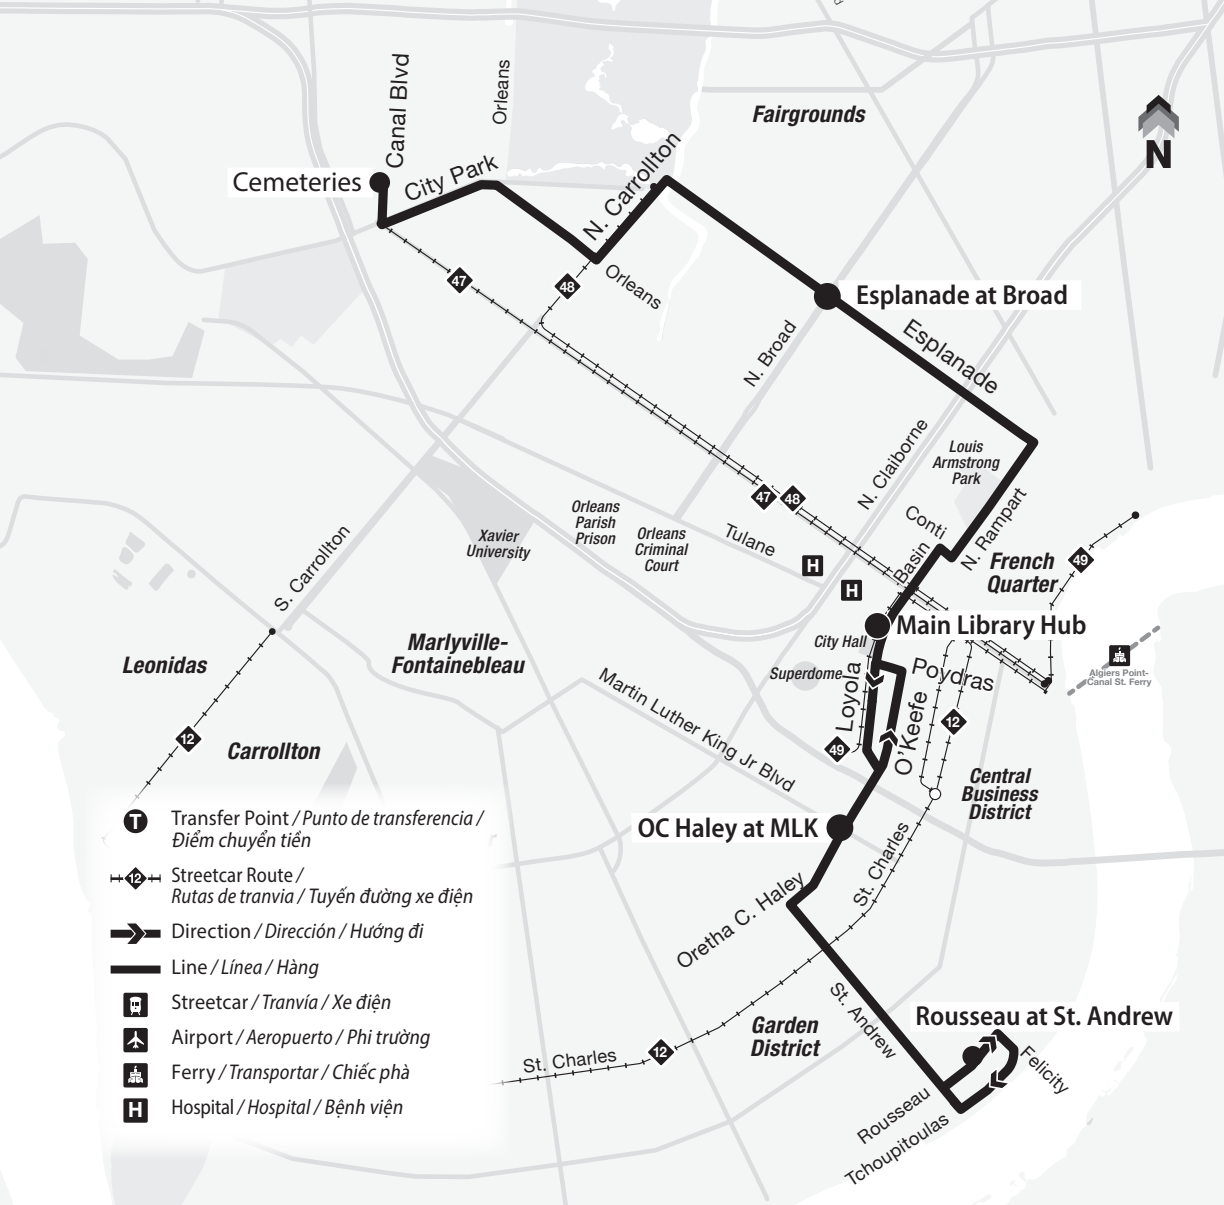 Canal Blvd
Orleans
Fairgrounds
N
Cemeteries
City Park
N. Carrollton
47
48
Orleans
Esplanade at Broad
Esplanade
N. Broad
N. Claiborne
Louis
Armstrong
Park
47
48
Conti
N. Rampart
Basin
Orleans
Parish
Prison
Orleans
Criminal
Court
Tulane
Xavier
University
H
H
French
Quarter
49
S. Carrollton
Main Library Hub
City Hall
Leonidas
Marlyville-
Fontainebleau
Superdome
Poydras
Algiers Point-
Canal St. Ferry
Martin Luther King Jr Blvd
Loyola
O'Keefe
12
12
49
Carrollton
Central
Business
District
OC Haley at MLK
St. Charles
Oretha C. Haley
St. Andrew
Garden
District
Rousseau at St. Andrew
Felicity
Rousseau
Tchoupitoulas
St. Charles
12
T Transfer Point / Punto de transferencia /
Điểm chuyển tiền
12 Streetcar Route /
Rutas de tranvia / Tuyến đường xe điện
Direction / Dirección / Hướng đi
Line / Línea / Hàng
Streetcar / Tranvía / Xe điện
Airport / Aeropuerto / Phi trường
Ferry / Transportar / Chiếc phà
H Hospital / Hospital / Bệnh viện